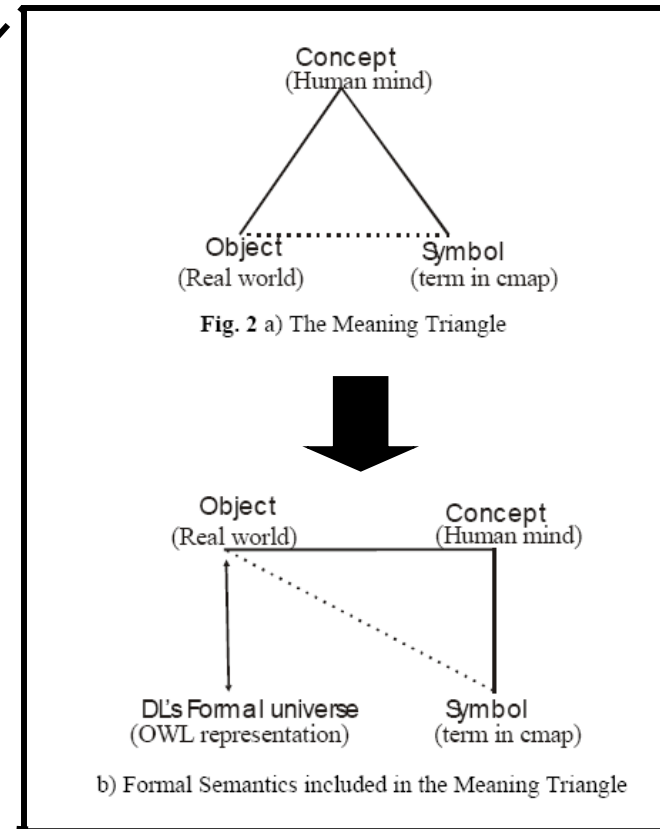 Concept
(Human mind)
Object
Symbol
(Real world)
(term in cmap)
Fig. 2 a) The Meaning Triangle
Object
Concept
(Real world)
(Human mind)
DL's Formal universe
Symbol
(OWL representation)
(term in cmap)
b) Formal Semantics included in the Meaning Triangle